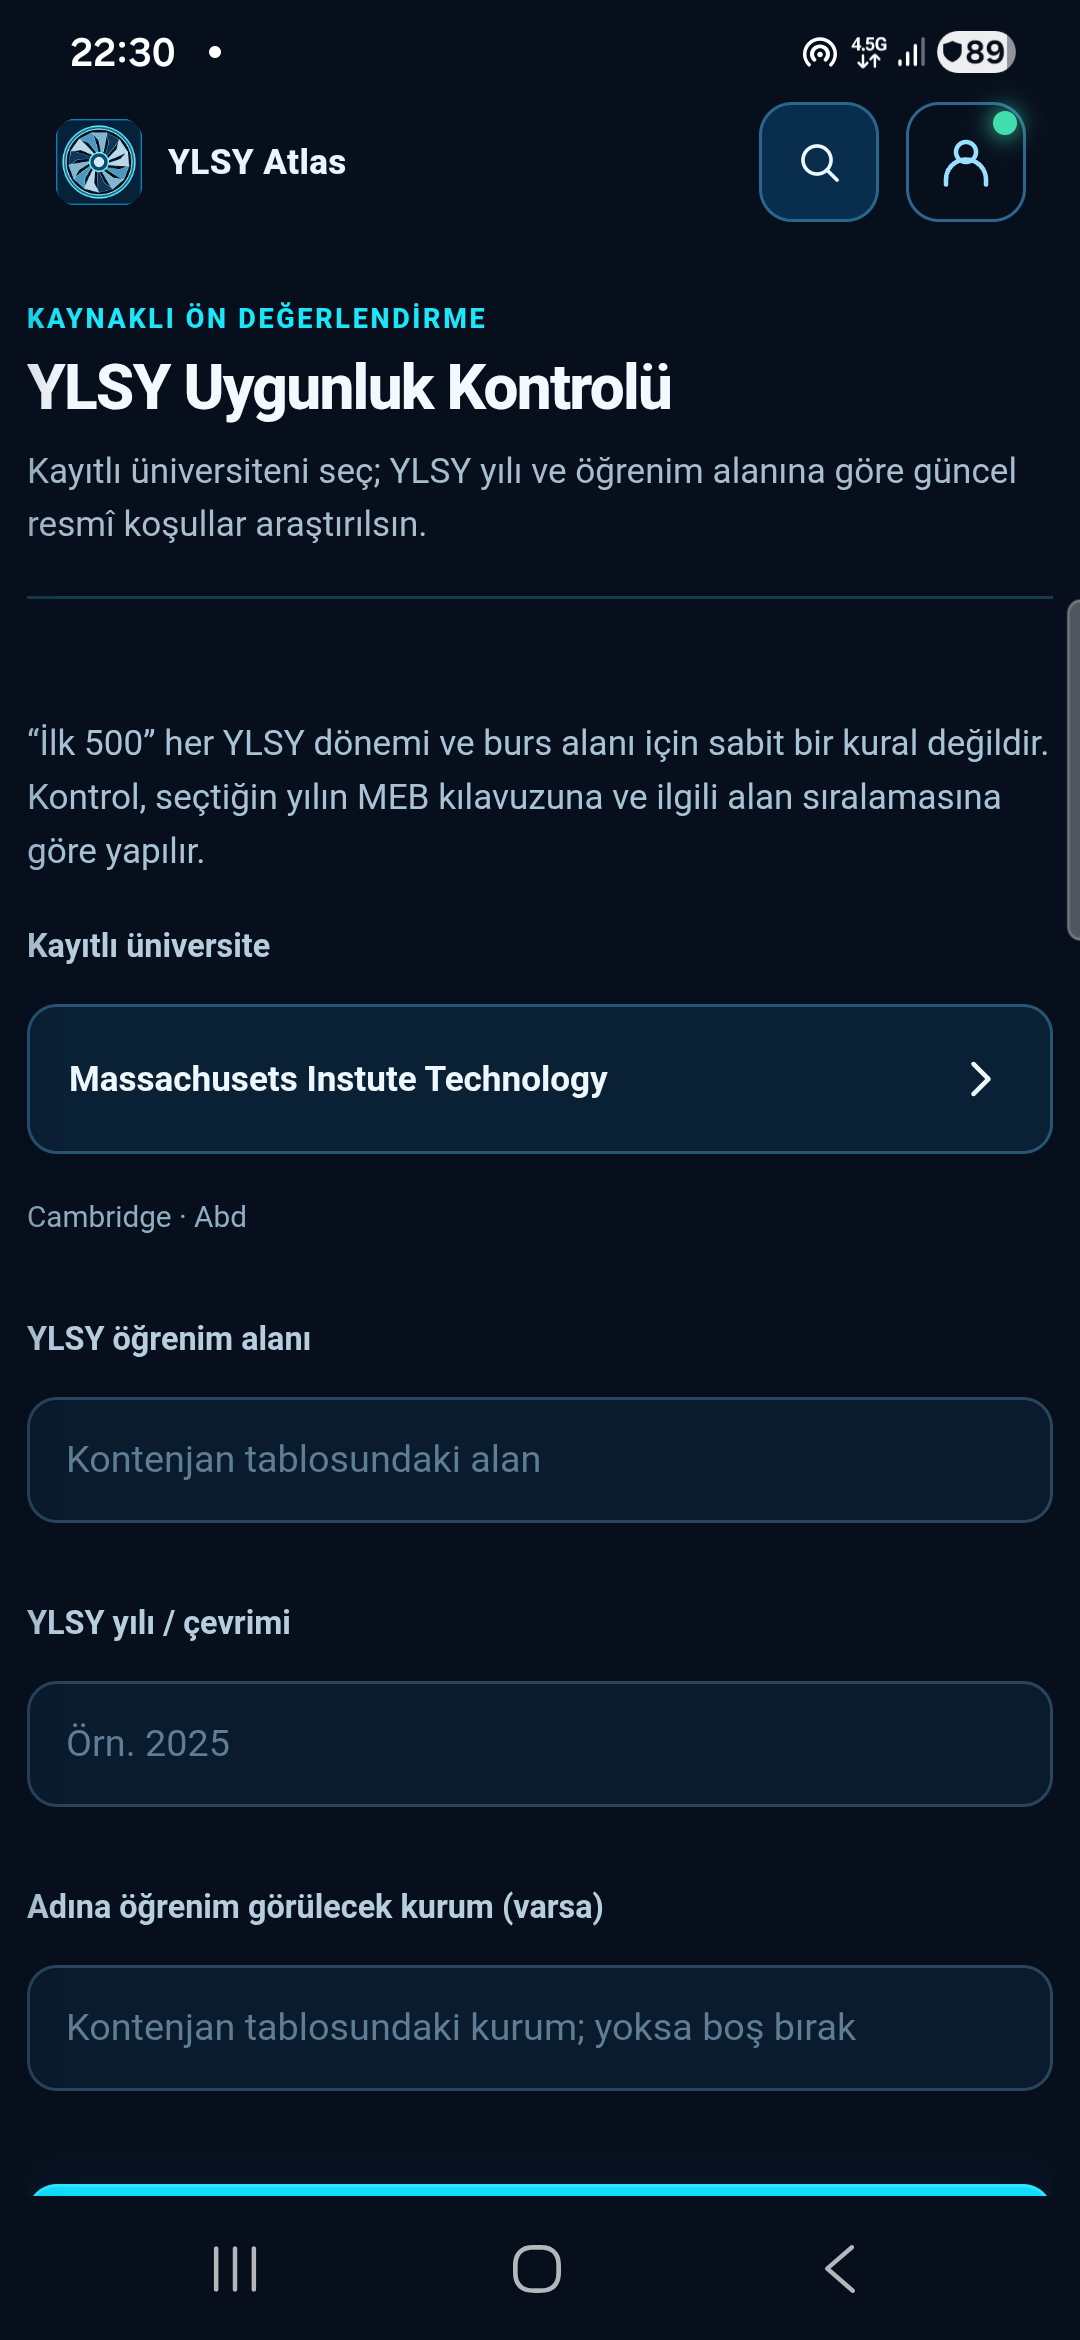 22:30
4.5G
89
YLSY Atlas
KAYNAKLI ÖN DEĞERLENDİRME
YLSY Uygunluk Kontrolü
Kayıtlı üniversiteni seç; YLSY yılı ve öğrenim alanına göre güncel
resmî koşullar araştırılsın.
“İlk 500” her YLSY dönemi ve burs alanı için sabit bir kural değildir.
Kontrol, seçtiğin yılın MEB kılavuzuna ve ilgili alan sıralamasına
göre yapılır.
Kayıtlı üniversite
Massachusets Instute Technology
Cambridge · Abd
YLSY öğrenim alanı
Kontenjan tablosundaki alan
YLSY yılı / çevrimi
Örn. 2025
Adına öğrenim görülecek kurum (varsa)
Kontenjan tablosundaki kurum; yoksa boş bırak